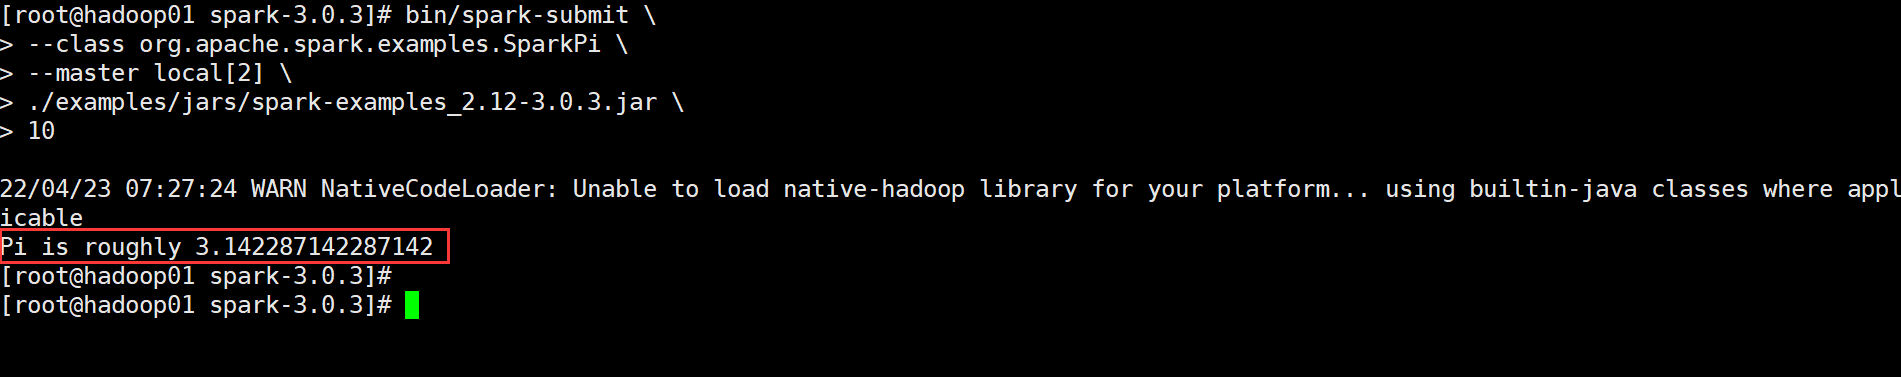 [root@hadoop01 spark-3.0.3]# bin/spark-submit \
> --class org.apache.spark.examples.SparkPi \
> --master local[2] \
> ./examples/jars/spark-examples_2.12-3.0.3.jar \
> 10
22/04/23 07:27:24 WARN NativeCodeLoader: Unable to load native-hadoop library for your platform... using builtin-java classes where appl
icable
Pi is roughly 3.142287142287142
[root@hadoop01 spark-3.0.3]#
[root@hadoop01 spark-3.0.3]#